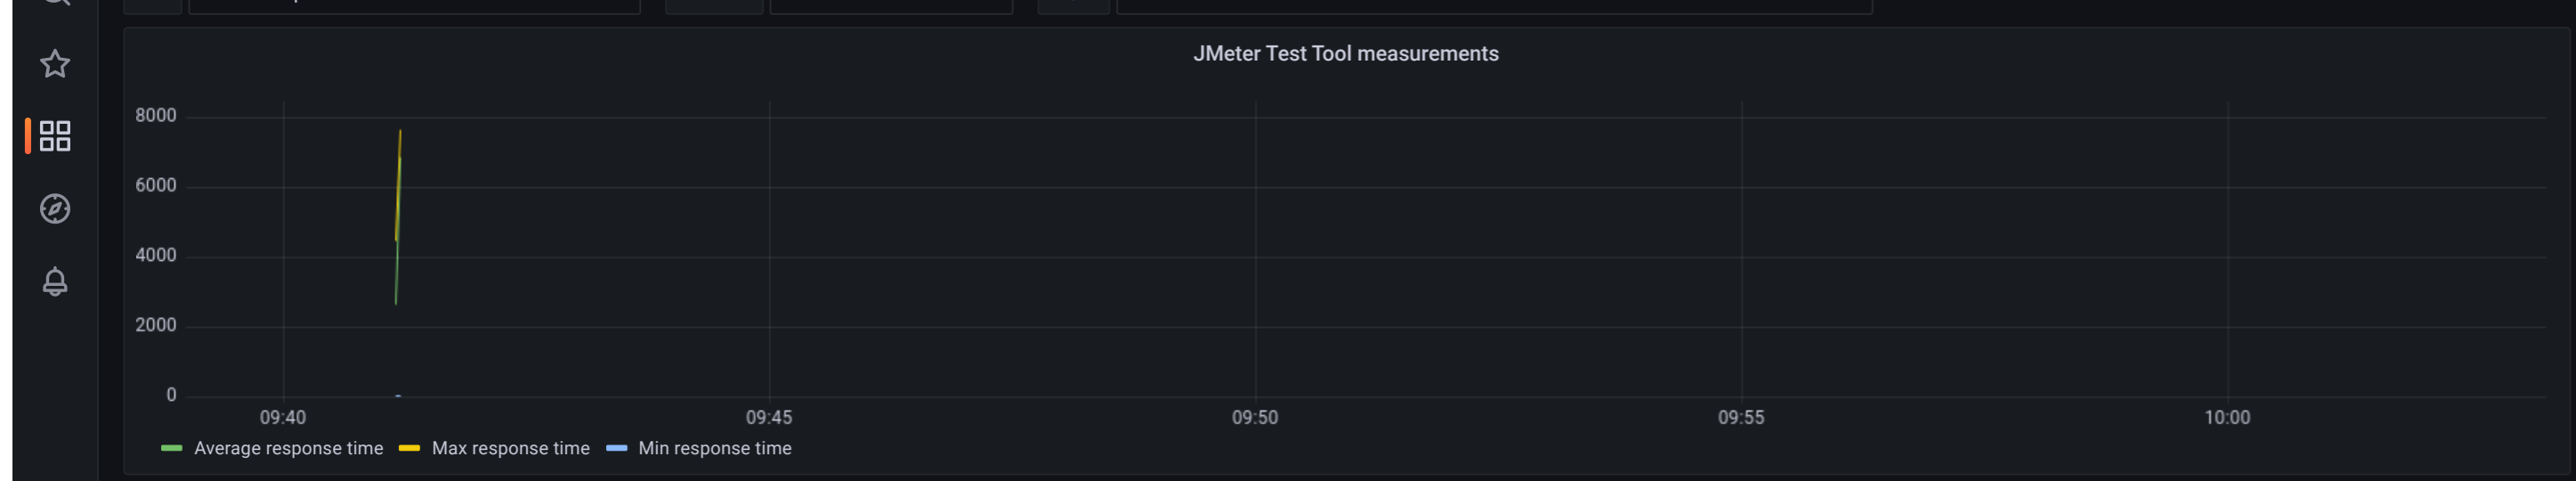 JMeter Test Tool measurements
8000
6000
4000
2000
0
09:40 09:45 09:50 09:55 10:00
Average response time Max response time Min response time